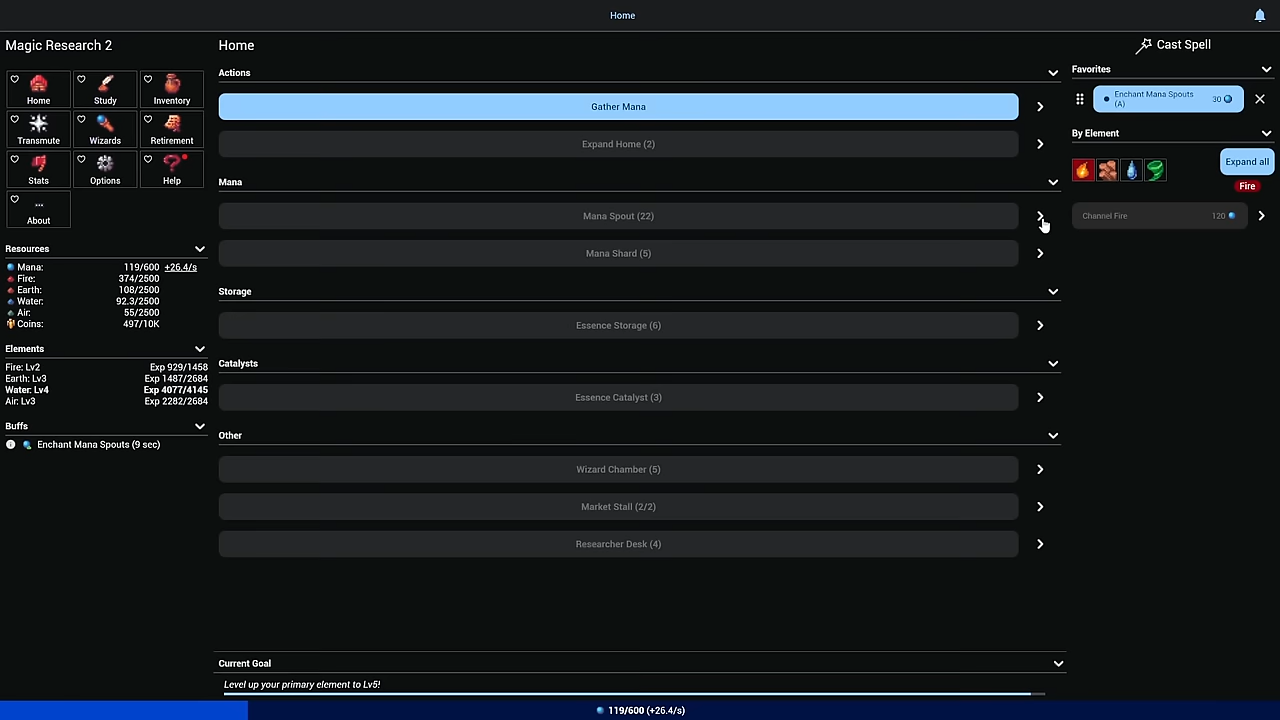 Home
Magic Research 2
Home
Study
Inventory
Transmute
Wizards
Retirement
Stats
Options
Help
About
Resources
Mana: 119/600 +26.4/s
Fire: 374/2500
Earth: 108/2500
Water: 92.3/2500
Air: 55/2500
Coins: 497/10K
Elements
Fire: Lv2 Exp 929/1458
Earth: Lv3 Exp 1487/2684
Water: Lv4 Exp 4077/4145
Air: Lv3 Exp 2282/2684
Buffs
Enchant Mana Spouts (9 sec)
Home
Actions
Gather Mana
Expand Home (2)
Mana
Mana Spout (22)
Mana Shard (5)
Storage
Essence Storage (6)
Catalysts
Essence Catalyst (3)
Other
Wizard Chamber (5)
Market Stall (2/2)
Researcher Desk (4)
Current Goal
Level up your primary element to Lv5!
Cast Spell
Favorites
Enchant Mana Spouts 30
(A)
By Element
Expand all
Fire
Channel Fire 120
119/600 (+26.4/s)